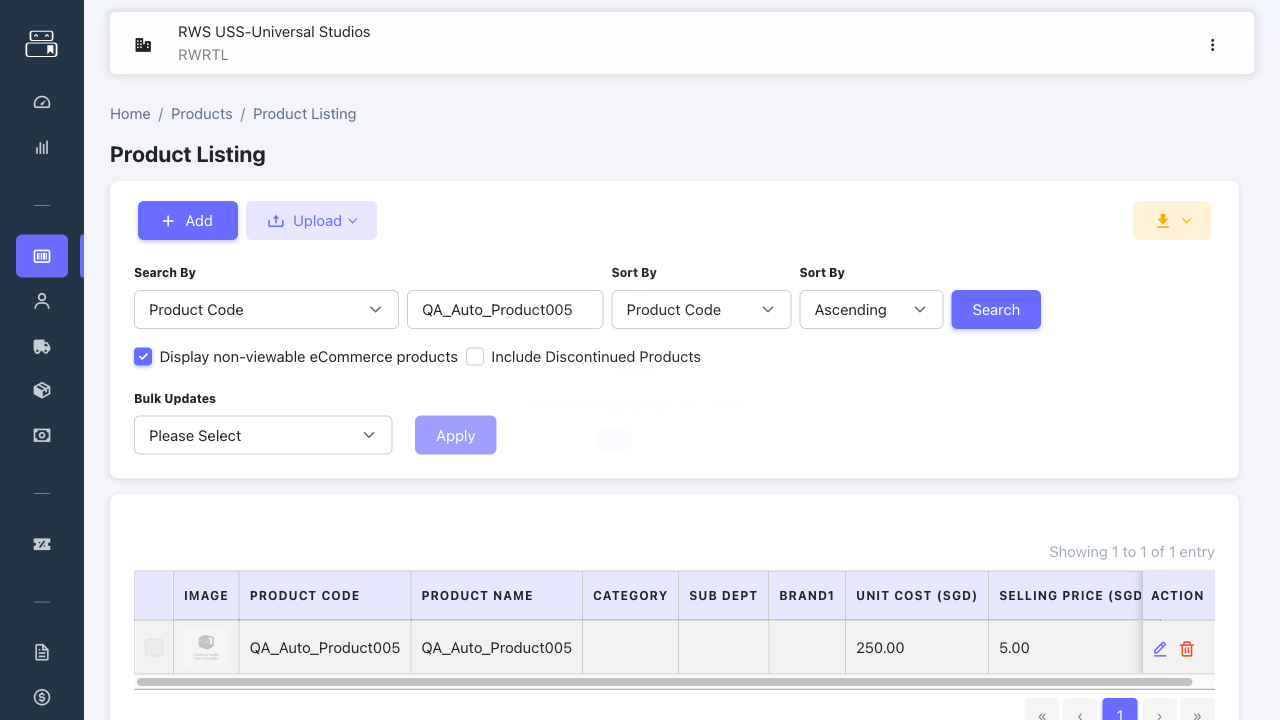 RWS USS-Universal Studios
RWRTL
Home / Products / Product Listing
Product Listing
Add
Upload
Search By
Sort By
Sort By
Product Code
QA_Auto_Product005
Product Code
Ascending
Search
Display non-viewable eCommerce products
Include Discontinued Products
Bulk Updates
Please Select
Apply
Showing 1 to 1 of 1 entry
IMAGE PRODUCT CODE PRODUCT NAME CATEGORY SUB DEPT BRAND1 UNIT COST (SGD) SELLING PRICE (SGD ACTION
QA_Auto_Product005 QA_Auto_Product005 250.00 5.00
« ‹ 1 › »